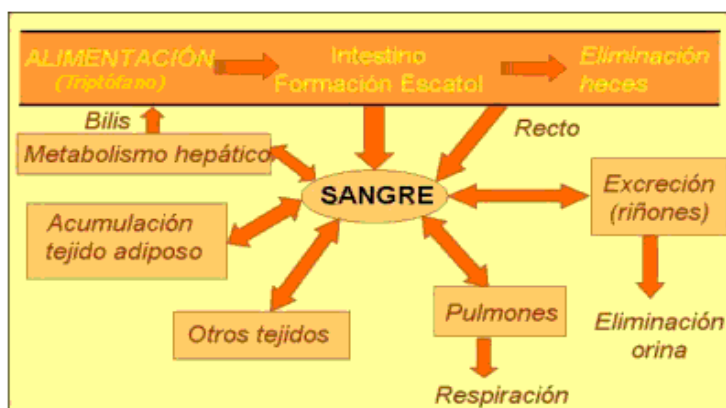 ALIMENTACIÓN
(Triptófano)
Intestino
Formación Escatol
Eliminación
heces
Bilis
Recto
Metabolismo hepático
SANGRE
Excreción
(riñones)
Acumulación
tejido adiposo
Otros tejidos
Pulmones
Eliminación
orina
Respiración